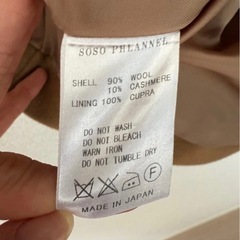 SOSO PHLANNEL
SHELL 90% WOOL
10% CASHMERE
LINING 100% CUPRA
DO NOT WASH
DO NOT BLEACH
WARN IRON
DO NOT TUMBLE DRY
MADE IN JAPAN